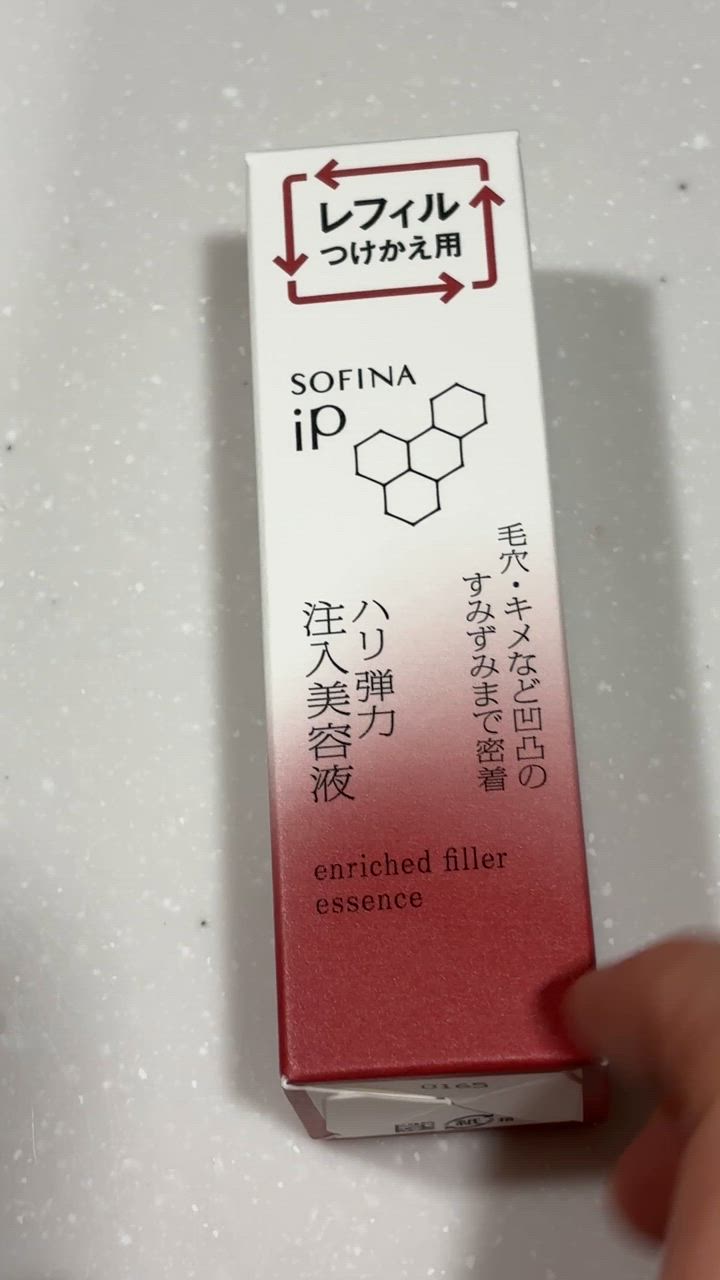 レフィル
つけかえ用
SOFINA
iP
毛穴・キメなど凹凸の
すみずみまで密着
ハリ弾力
注入美容液
enriched filler
essence
0165